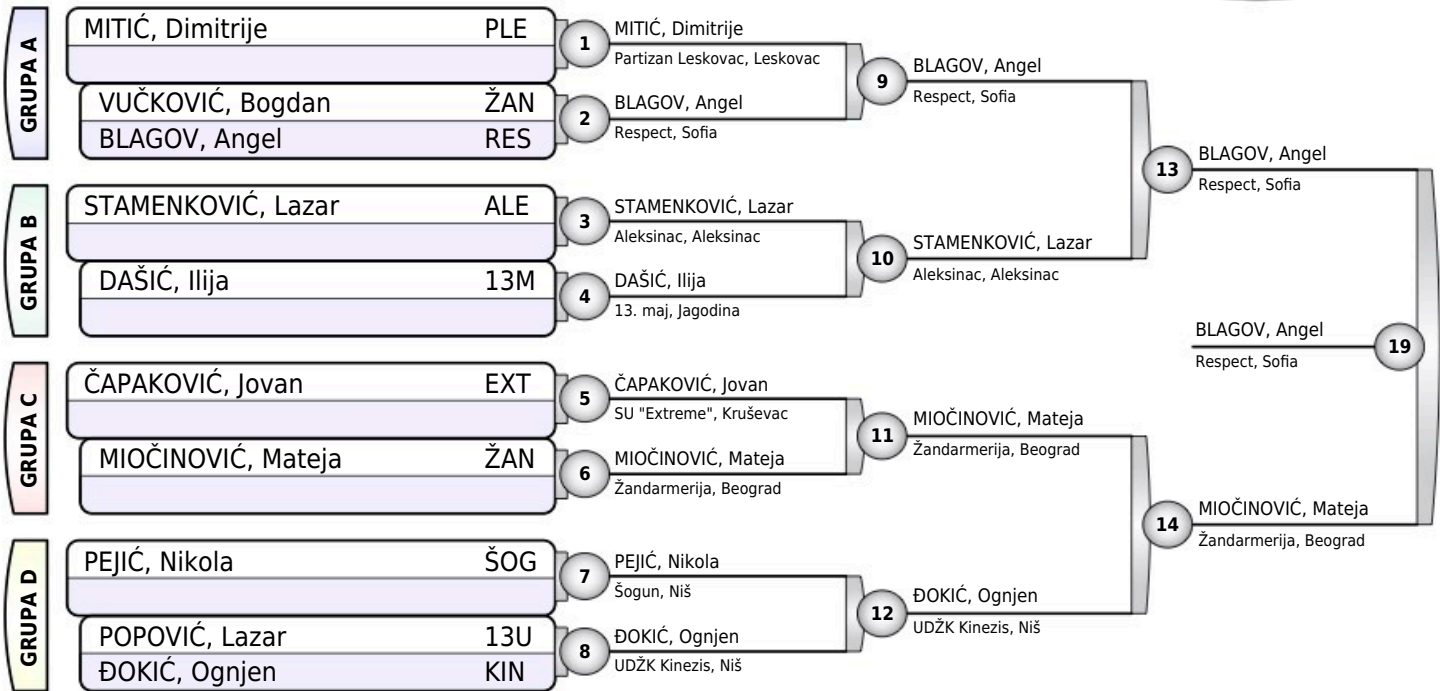 GRUPA A
MITIĆ, Dimitrije PLE
VUČKOVIĆ, Bogdan ŽAN
BLAGOV, Angel RES
GRUPA B
STAMENKOVIĆ, Lazar ALE
DAŠIĆ, Ilija 13M
GRUPA C
ČAPAKOVIĆ, Jovan EXT
MIOČINOVIĆ, Mateja ŽAN
GRUPA D
PEJIĆ, Nikola ŠOG
POPOVIĆ, Lazar 13U
ĐOKIĆ, Ognjen KIN
1
MITIĆ, Dimitrije
Partizan Leskovac, Leskovac
2
BLAGOV, Angel
Respect, Sofia
3
STAMENKOVIĆ, Lazar
Aleksinac, Aleksinac
4
DAŠIĆ, Ilija
13. maj, Jagodina
5
ČAPAKOVIĆ, Jovan
SU "Extreme", Kruševac
6
MIOČINOVIĆ, Mateja
Žandarmerija, Beograd
7
PEJIĆ, Nikola
Šogun, Niš
8
ĐOKIĆ, Ognjen
UDŽK Kinezis, Niš
9
BLAGOV, Angel
Respect, Sofia
10
STAMENKOVIĆ, Lazar
Aleksinac, Aleksinac
11
MIOČINOVIĆ, Mateja
Žandarmerija, Beograd
12
ĐOKIĆ, Ognjen
UDŽK Kinezis, Niš
13
BLAGOV, Angel
Respect, Sofia
14
MIOČINOVIĆ, Mateja
Žandarmerija, Beograd
BLAGOV, Angel
Respect, Sofia
19